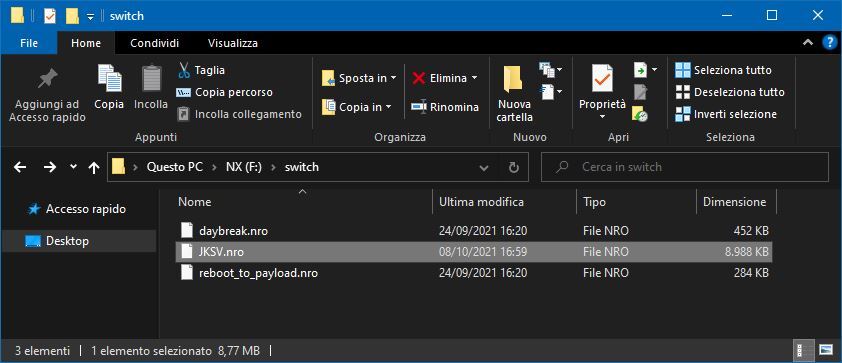 switch
File Home Condividi Visualizza
Aggiungi ad Accesso rapido
Copia
Incolla
Taglia
Copia percorso
Incolla collegamento
Appunti
Sposta in
Copia in
Elimina
Rinomina
Organizza
Nuova cartella
Nuovo
Proprietà
Apri
Seleziona tutto
Deseleziona tutto
Inverti selezione
Seleziona
Questo PC NX (F:) switch
Cerca in switch
Accesso rapido
Desktop
Nome Ultima modifica Tipo Dimensione
daybreak.nro 24/09/2021 16:20 File NRO 452 KB
JKSV.nro 08/10/2021 16:59 File NRO 8.988 KB
reboot_to_payload.nro 24/09/2021 16:20 File NRO 284 KB
3 elementi 1 elemento selezionato 8,77 MB